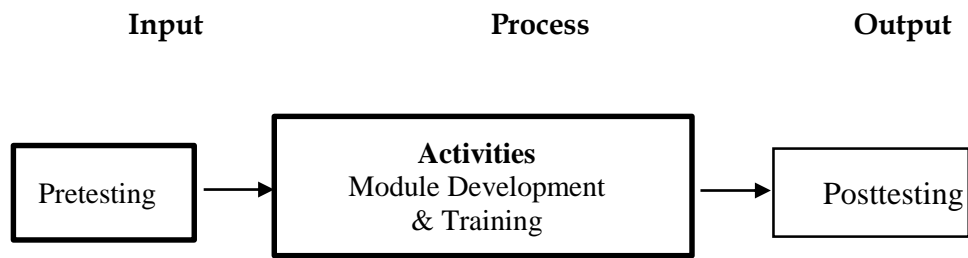 Input Process Output
Activities
Pretesting
Module Development
& Training
Posttesting